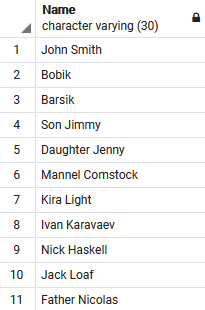 Name
character varying (30)
1 John Smith
2 Bobik
3 Barsik
4 Son Jimmy
5 Daughter Jenny
6 Mannel Comstock
7 Kira Light
8 Ivan Karavaev
9 Nick Haskell
10 Jack Loaf
11 Father Nicolas